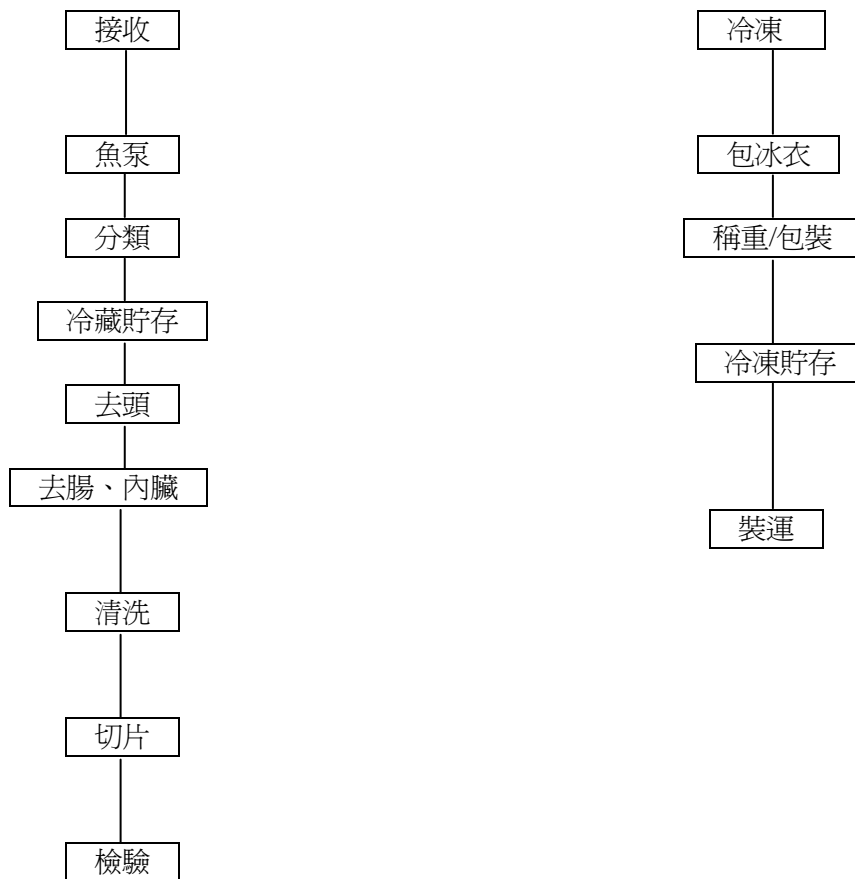 接收
魚泵
分類
冷藏貯存
去頭
去腸、內臟
清洗
切片
檢驗
冷凍
包冰衣
稱重/包裝
冷凍貯存
裝運